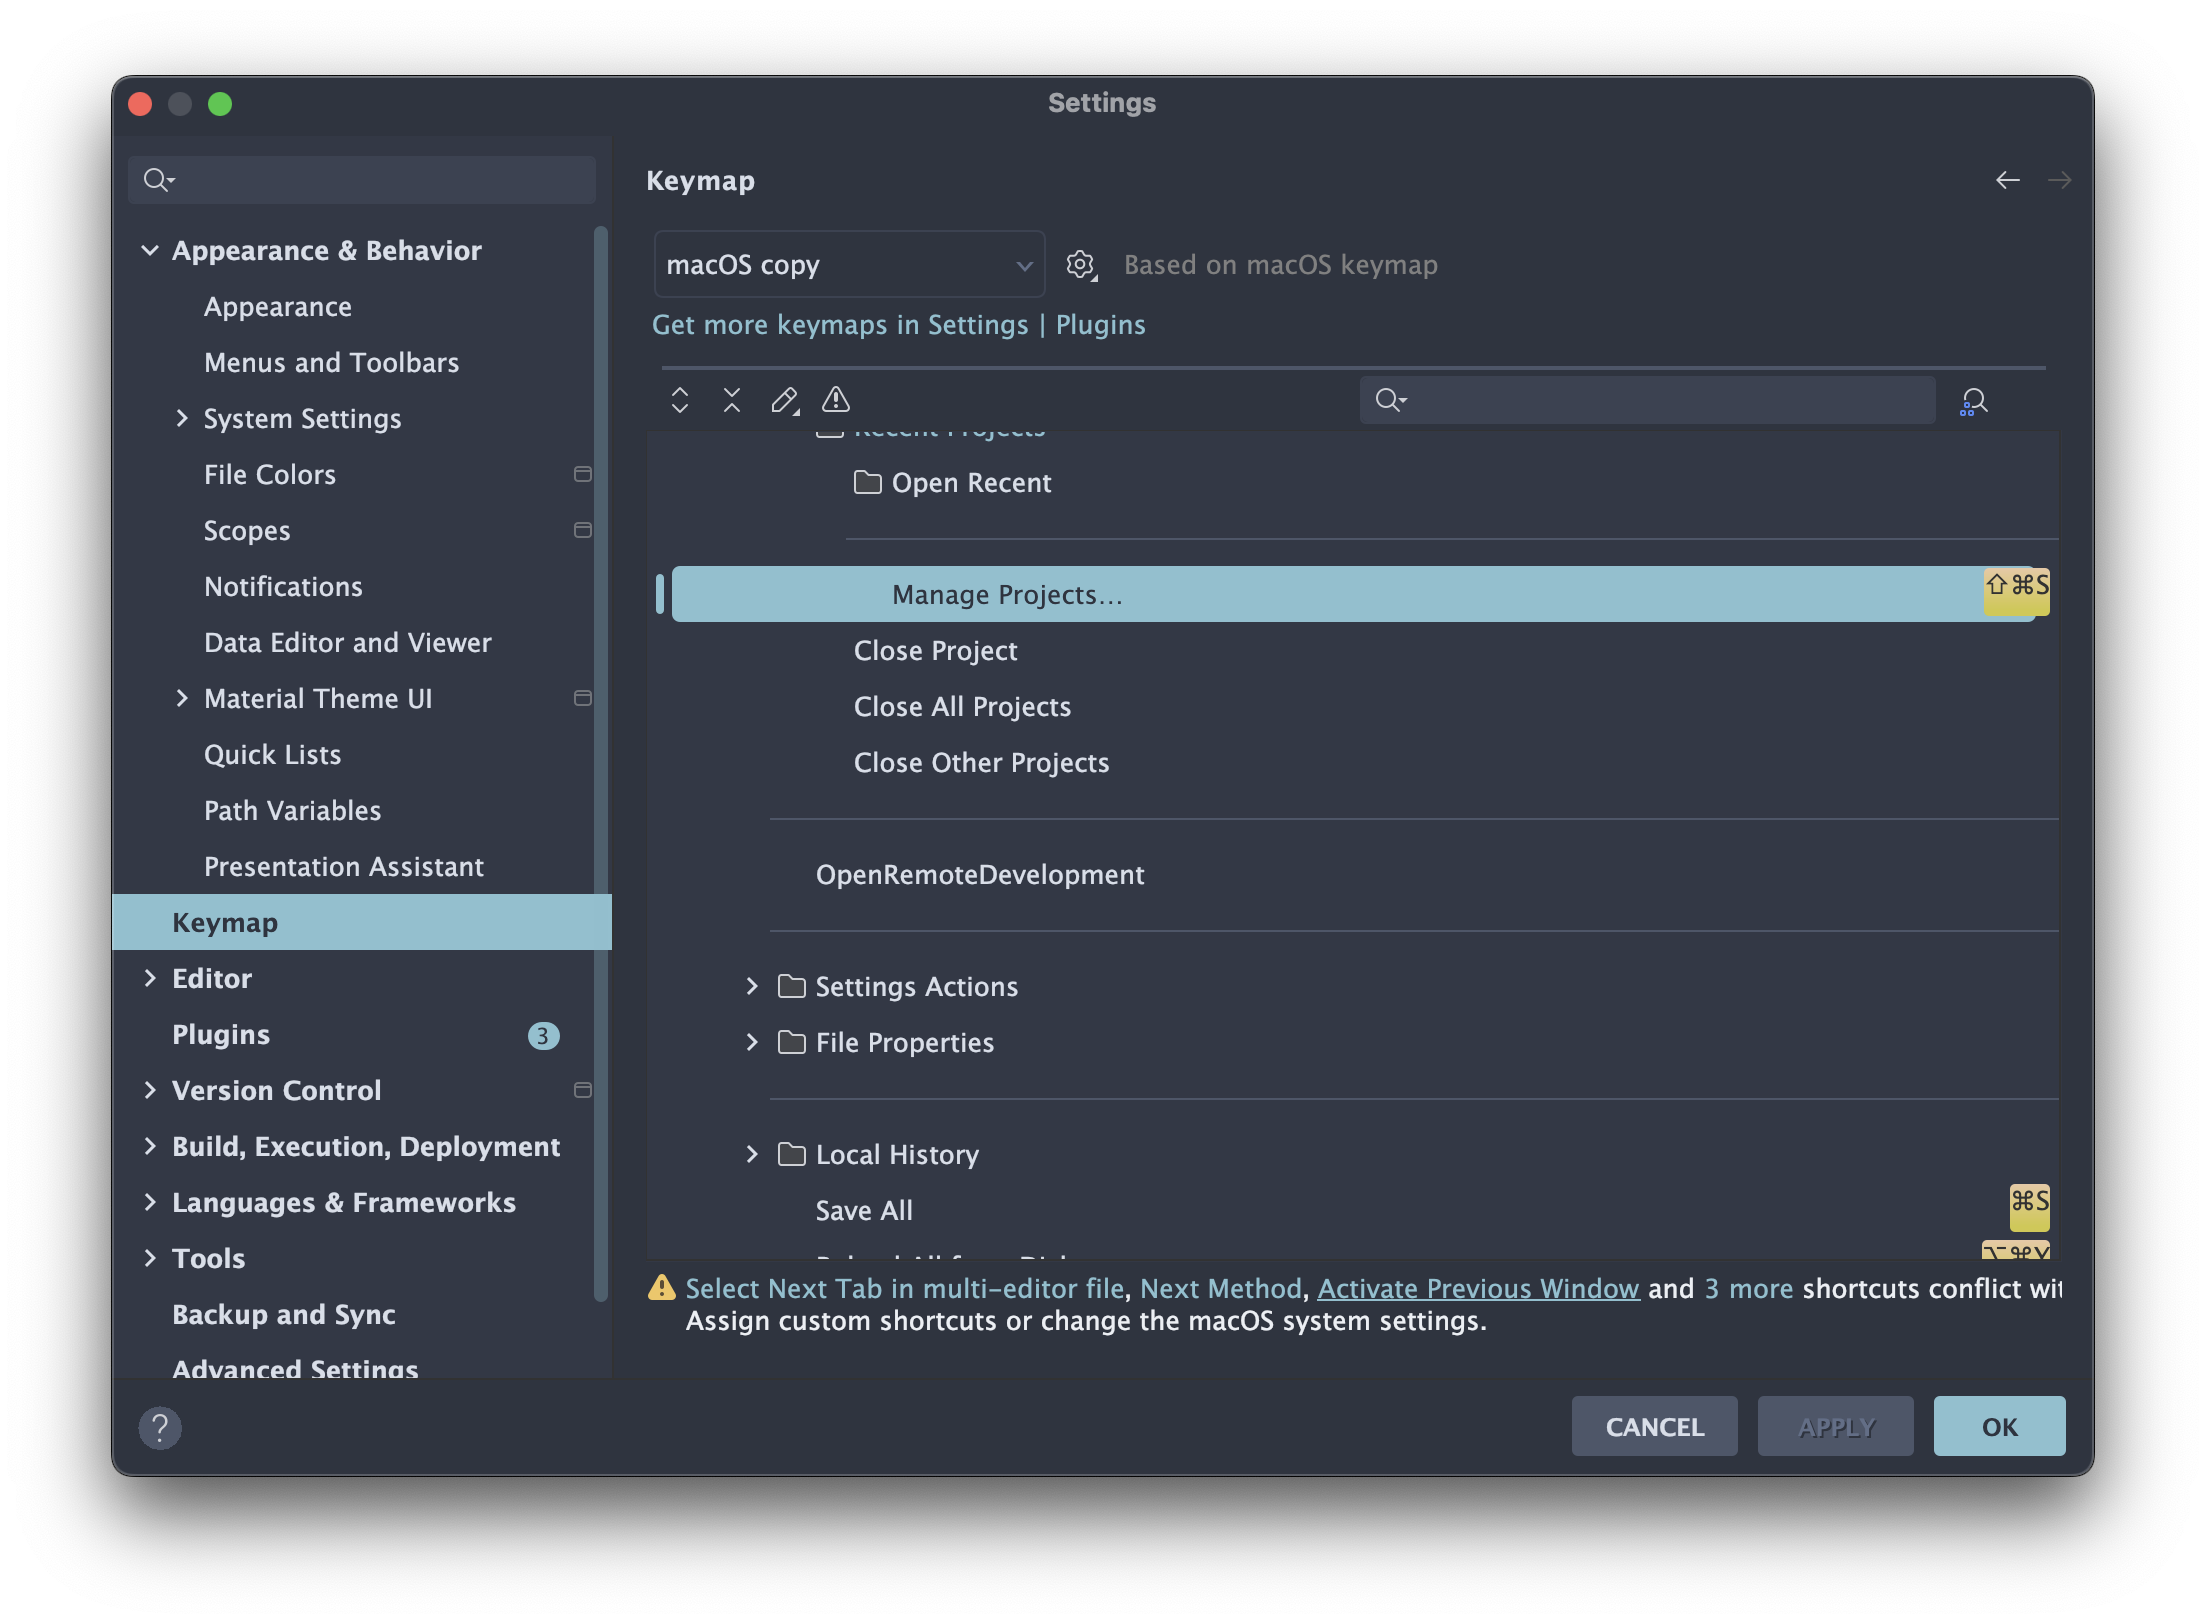 Settings
Appearance & Behavior
Appearance
Menus and Toolbars
System Settings
File Colors
Scopes
Notifications
Data Editor and Viewer
Material Theme UI
Quick Lists
Path Variables
Presentation Assistant
Keymap
Editor
Plugins 3
Version Control
Build, Execution, Deployment
Languages & Frameworks
Tools
Backup and Sync
Advanced Settings
Keymap
macOS copy Based on macOS keymap
Get more keymaps in Settings | Plugins
Recent Projects
Open Recent
Manage Projects... ⇧⌘S
Close Project
Close All Projects
Close Other Projects
OpenRemoteDevelopment
Settings Actions
File Properties
Local History
Save All ⌘S
Select Next Tab in multi-editor file, Next Method, Activate Previous Window and 3 more shortcuts conflict wit
Assign custom shortcuts or change the macOS system settings.
? CANCEL APPLY OK